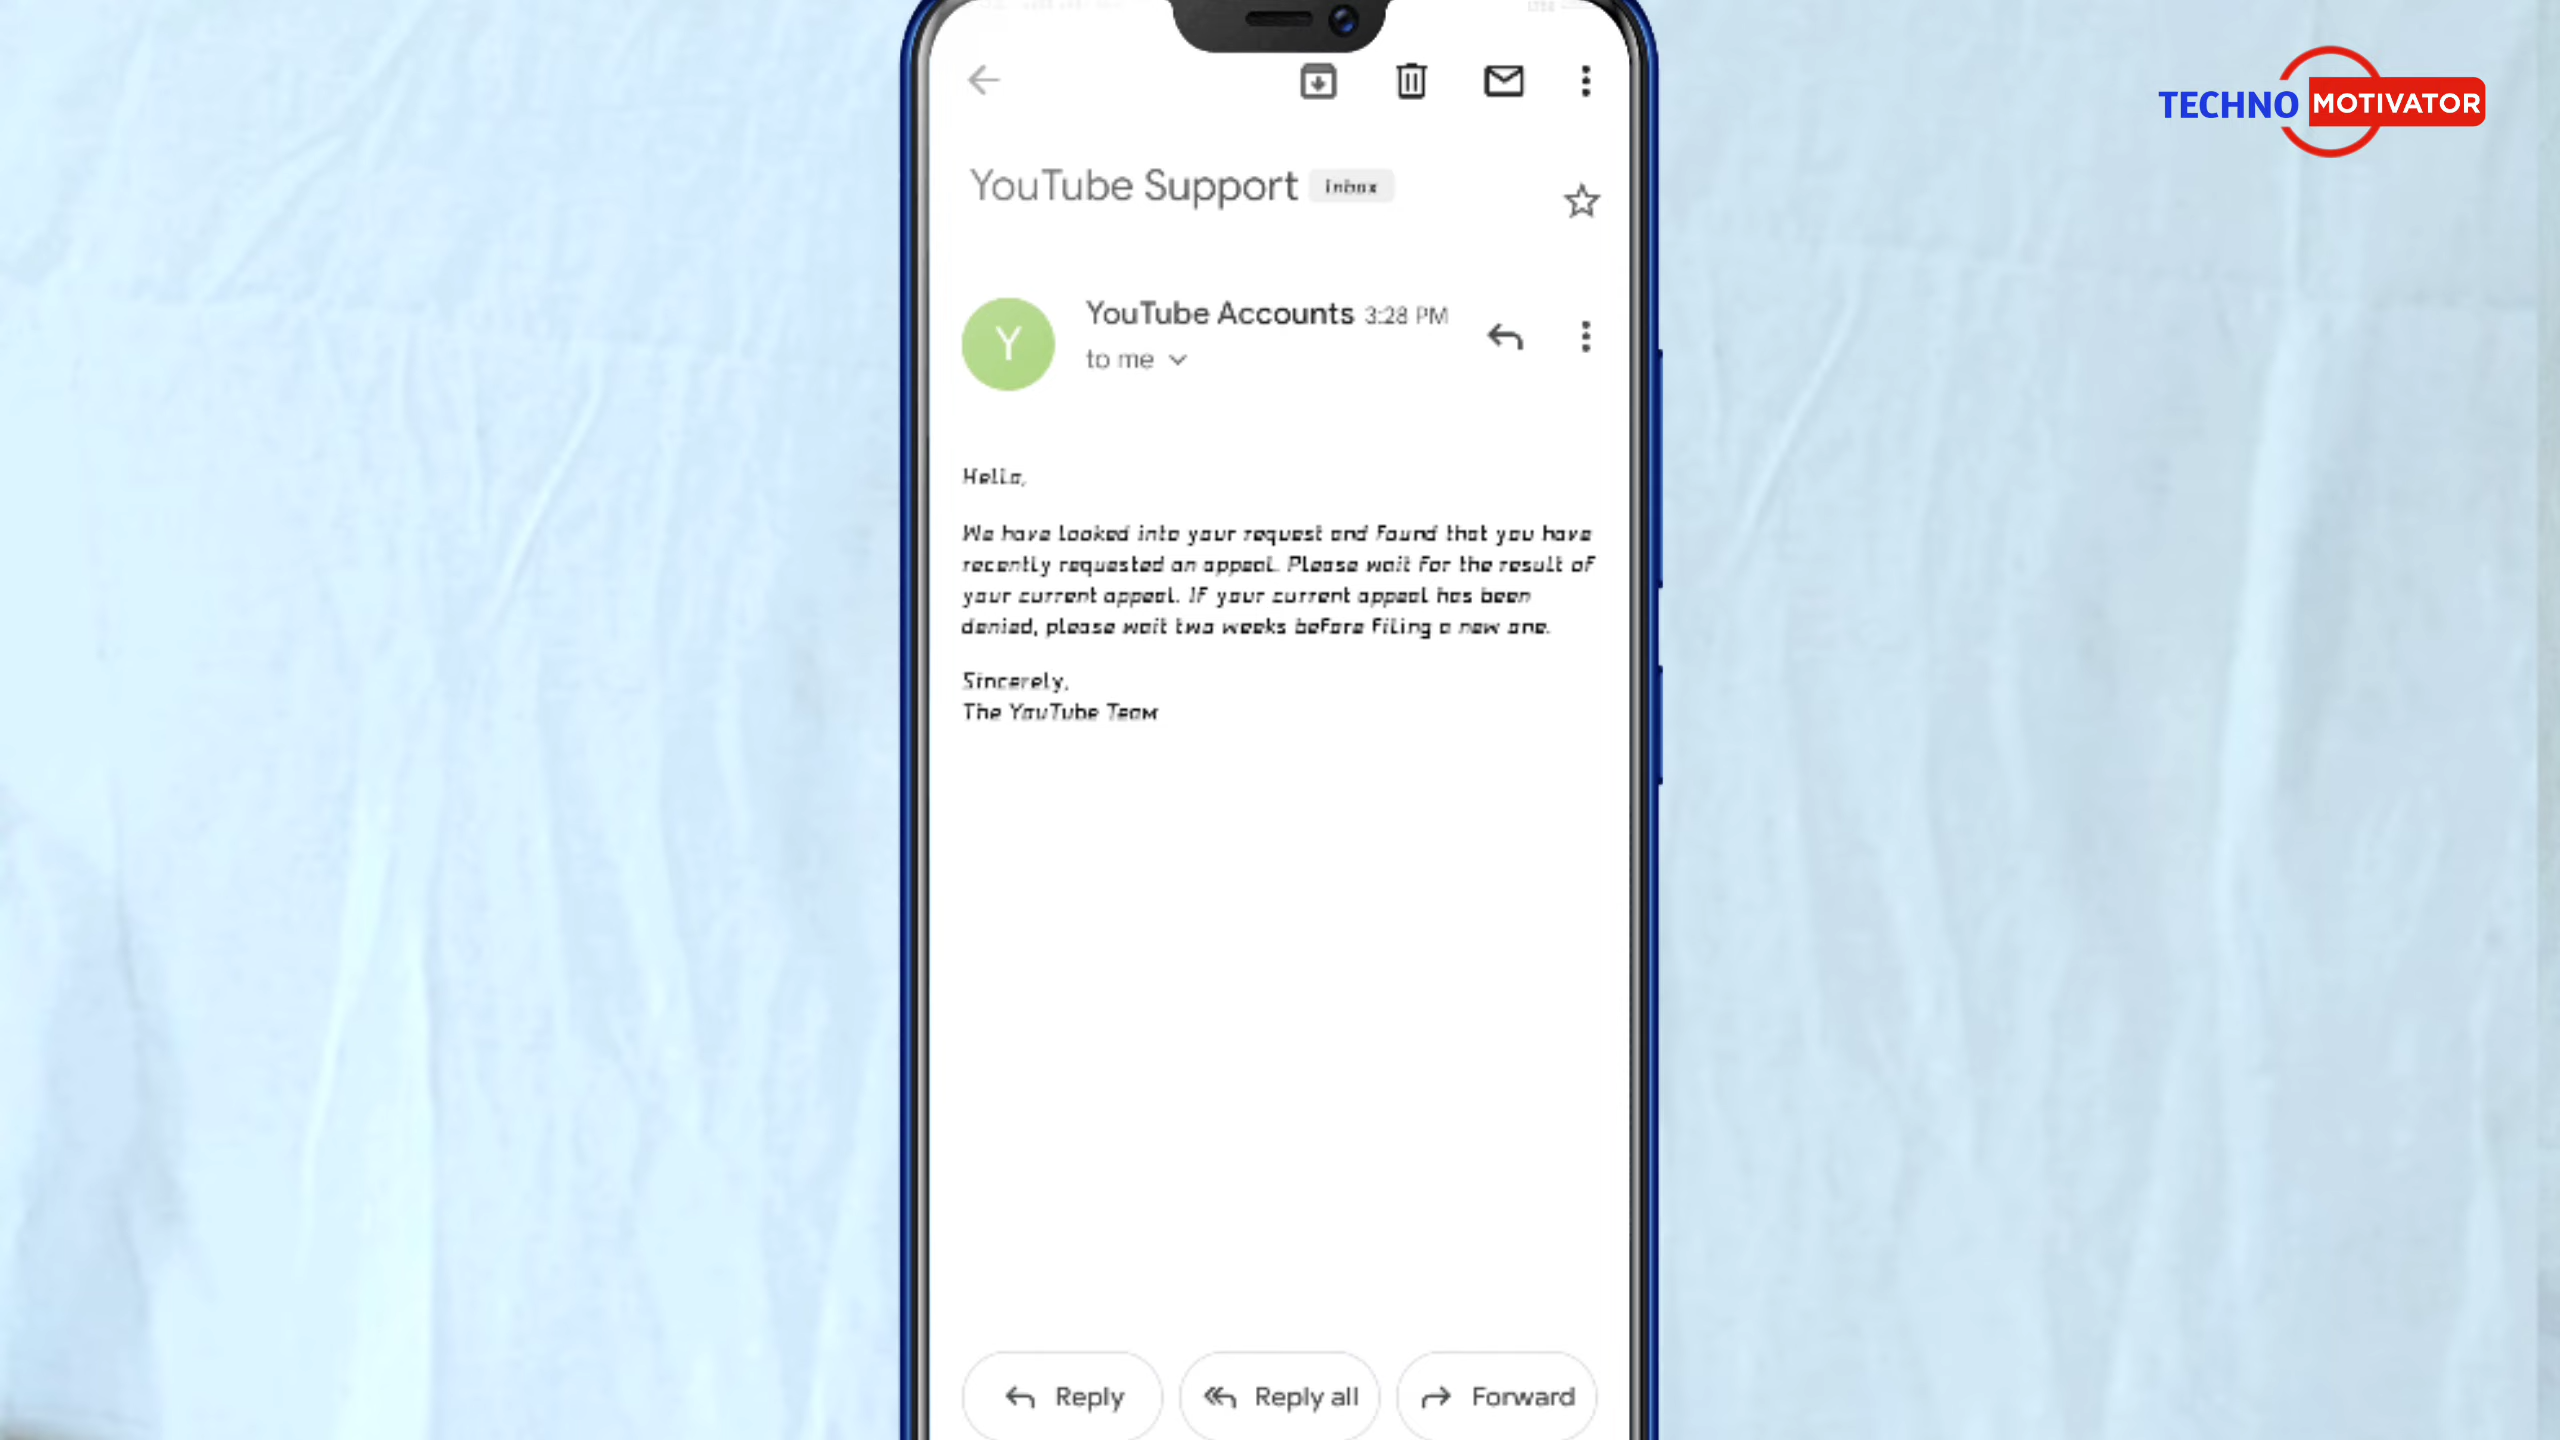 TECHNO MOTIVATOR
YouTube Support Inbox
YouTube Accounts 3:28 PM
to me
Y
Hello,
We have looked into your request and found that you have
recently requested an appeal. Please wait for the result of
your current appeal. If your current appeal has been
denied, please wait two weeks before filing a new one.
Sincerely,
The YouTube Team
Reply
Reply all
Forward